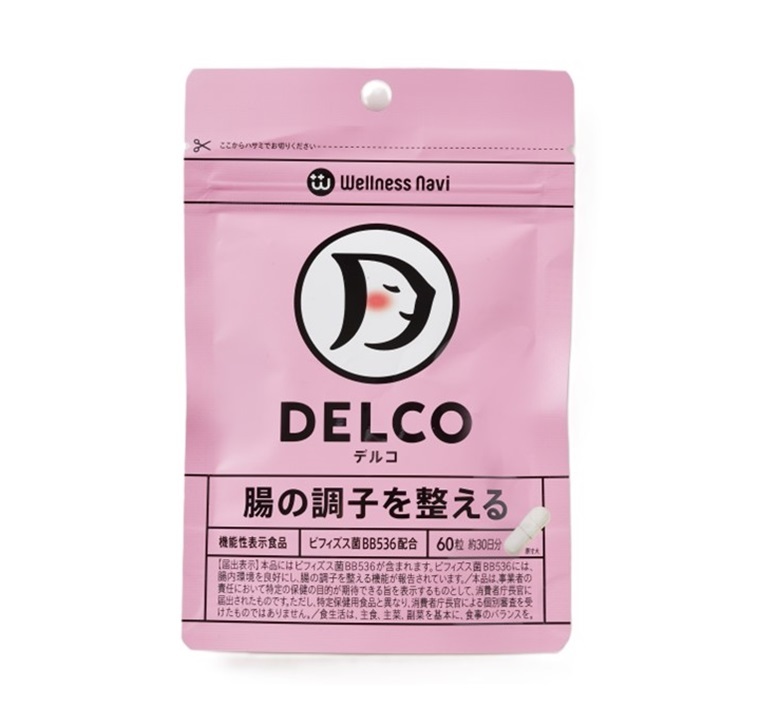 ここからハサミでお切りください
Wellness Navi
DELCO
デルコ
腸の調子を整える
機能性表示食品 ビフィズス菌BB536配合 60粒 約30日分
原寸大
【届出表示】本品にはビフィズス菌BB536が含まれます。ビフィズス菌BB536には、
腸内環境を良好にし、腸の調子を整える機能が報告されています。／本品は、事業者の
責任において特定の保健の目的が期待できる旨を表示するものとして、消費者庁長官に
届出されたものです。ただし、特定保健用食品と異なり、消費者庁長官による個別審査を受
けたものではありません。／食生活は、主食、主菜、副菜を基本に、食事のバランスを。